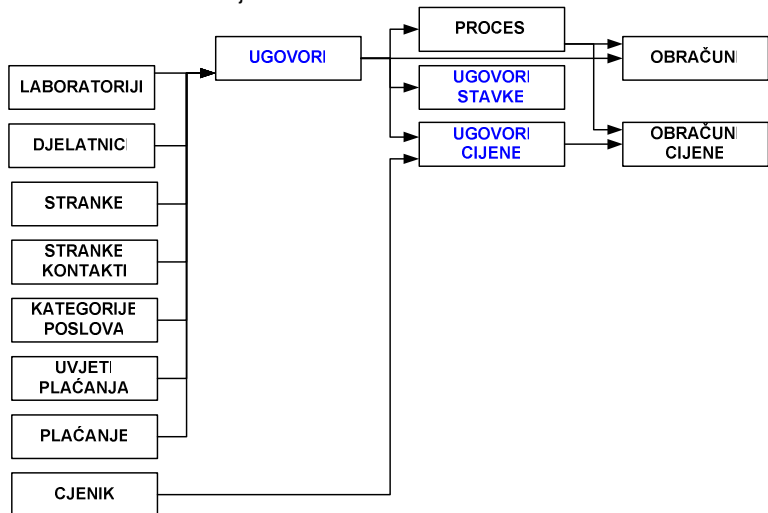 PROCES
UGOVORI
OBRAČUNI
LABORATORIJI
UGOVORI
STAVKE
DJELATNICI
UGOVORI
CIJENE
OBRAČUNI
CIJENE
STRANKE
STRANKE
KONTAKTI
KATEGORIJE
POSLOVA
UVJETI
PLAĆANJA
PLAĆANJE
CJENIK